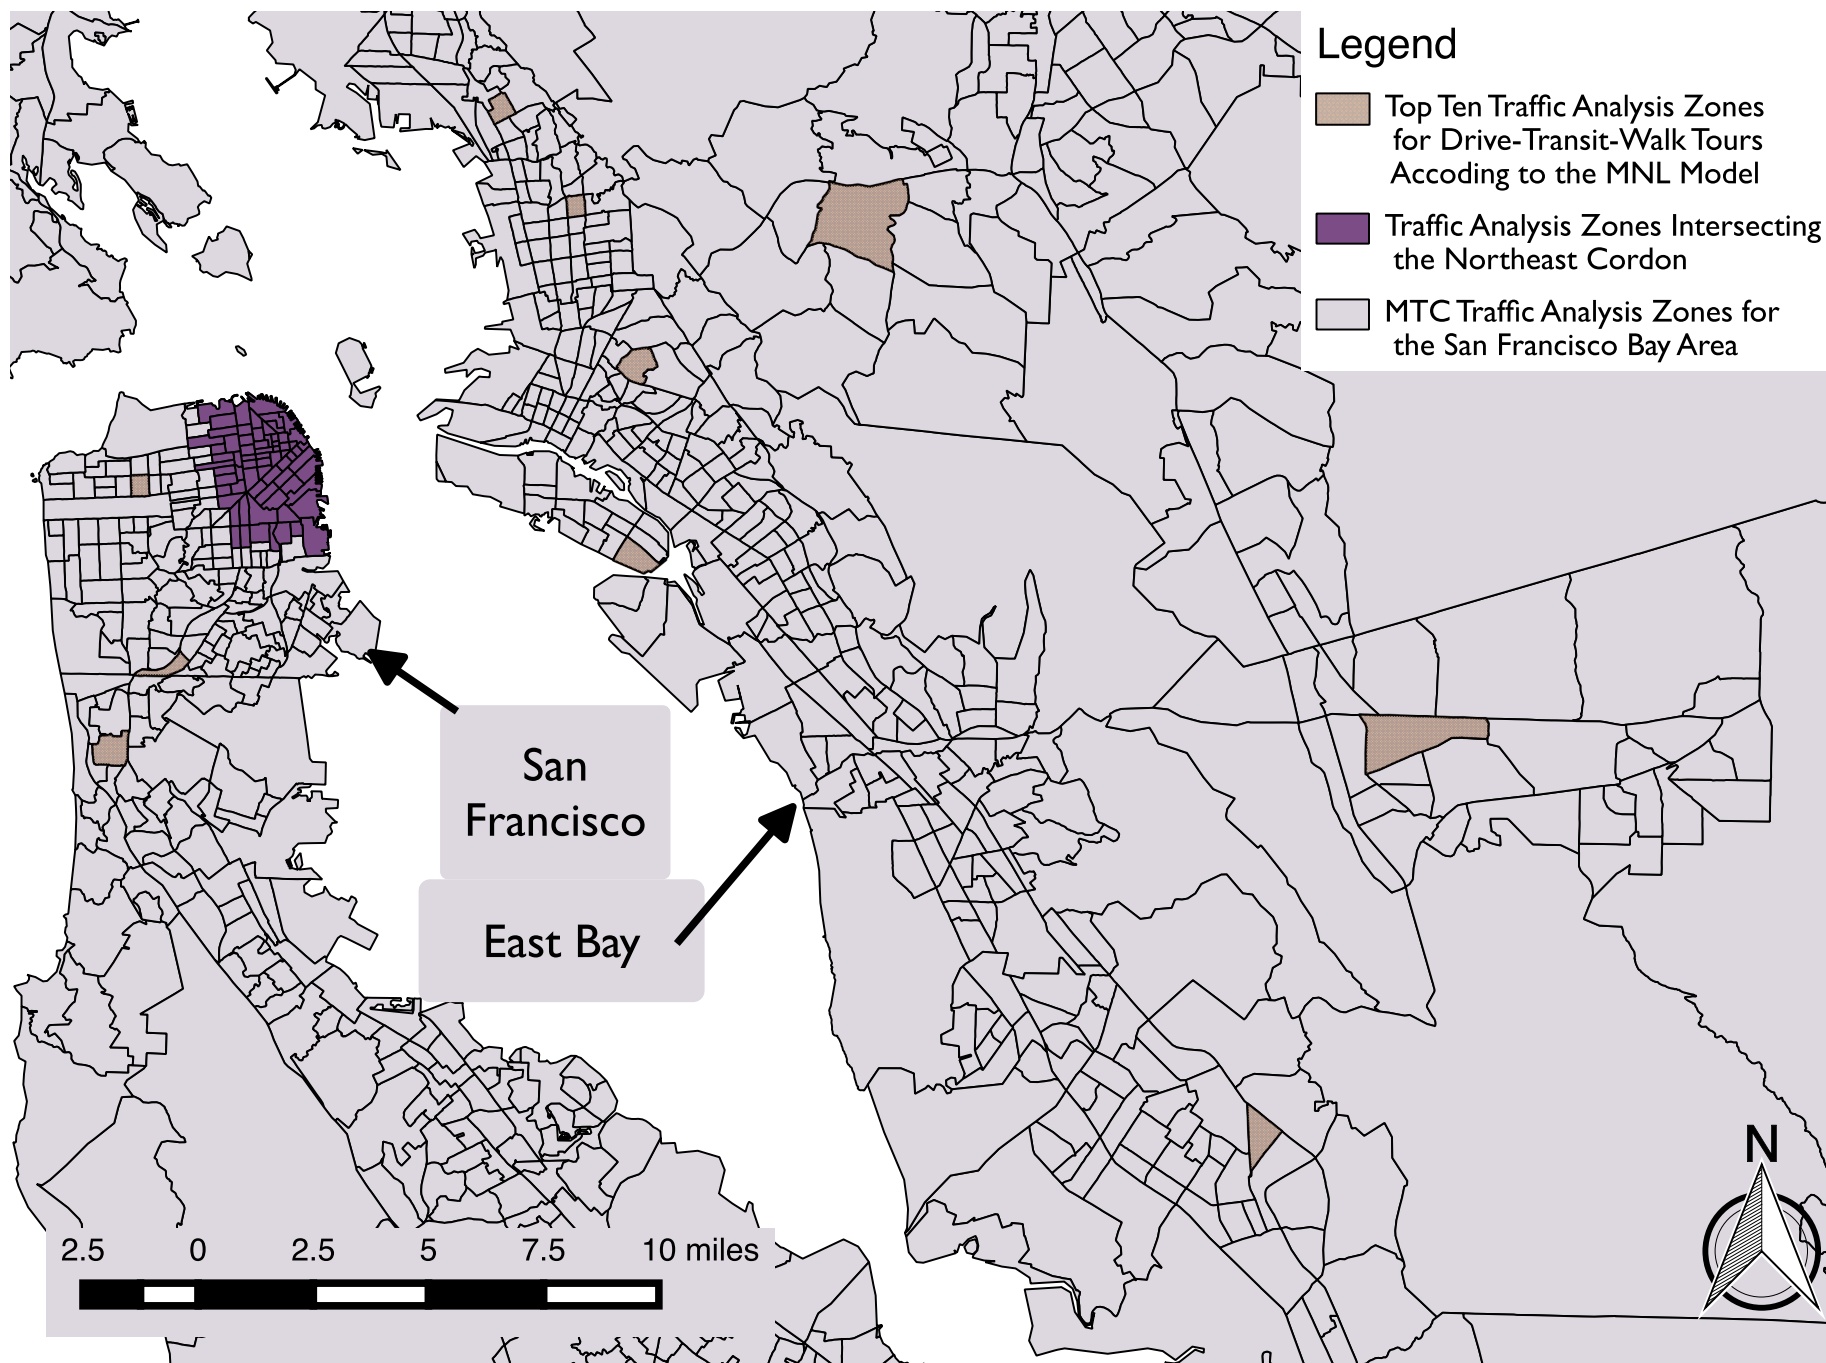 Legend
Top Ten Traffic Analysis Zones
for Drive-Transit-Walk Tours
Accoding to the MNL Model
Traffic Analysis Zones Intersecting
the Northeast Cordon
MTC Traffic Analysis Zones for
the San Francisco Bay Area
San
Francisco
East Bay
N
2.5 0 2.5 5 7.5 10 miles